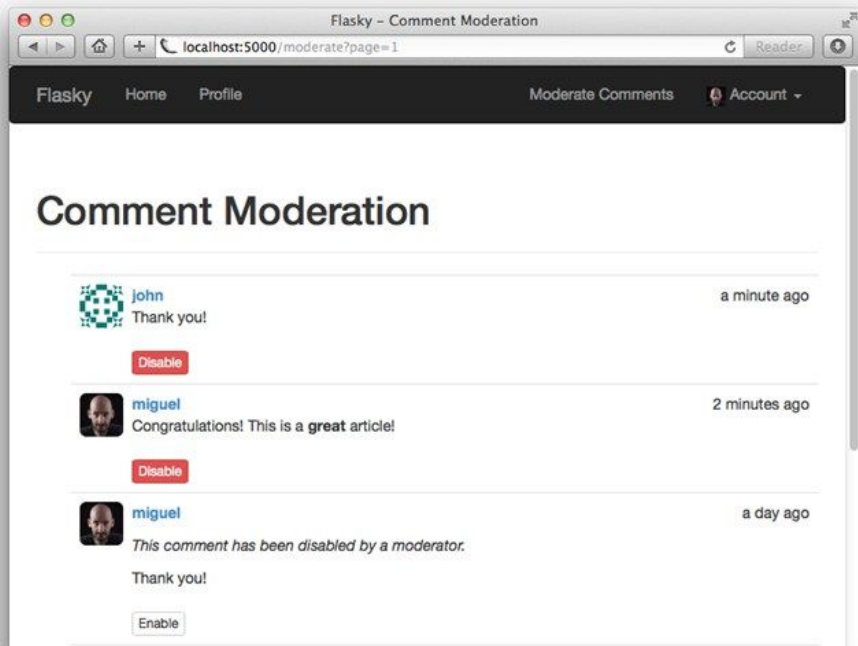 Flasky – Comment Moderation
localhost:5000/moderate?page=1
Reader
Flasky Home Profile Moderate Comments Account
Comment Moderation
john a minute ago
Thank you!
Disable
miguel 2 minutes ago
Congratulations! This is a great article!
Disable
miguel a day ago
This comment has been disabled by a moderator.
Thank you!
Enable